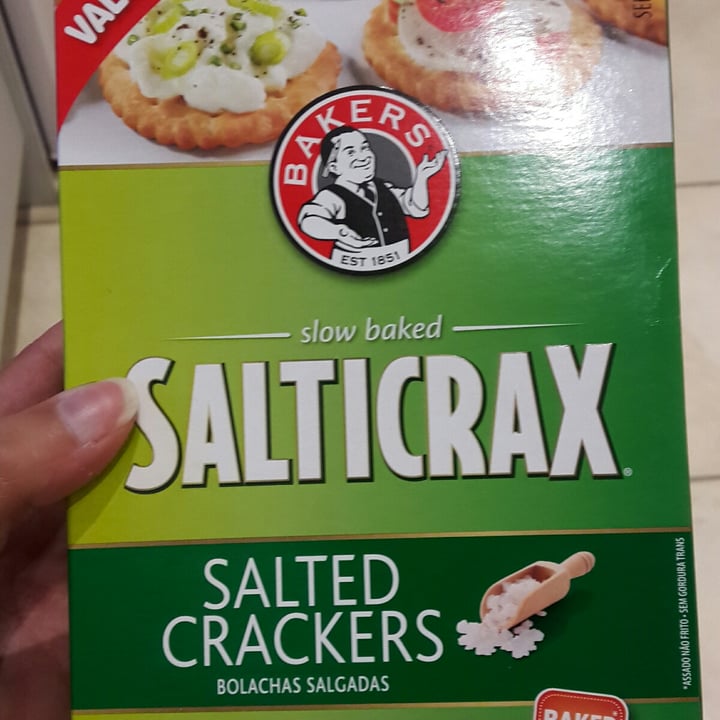 BAKERS
EST 1851
slow baked
SALTICRAX®
SALTED
CRACKERS
BOLACHAS SALGADAS
*ASSADO NÃO FRITO • SEM GORDURA TRANS